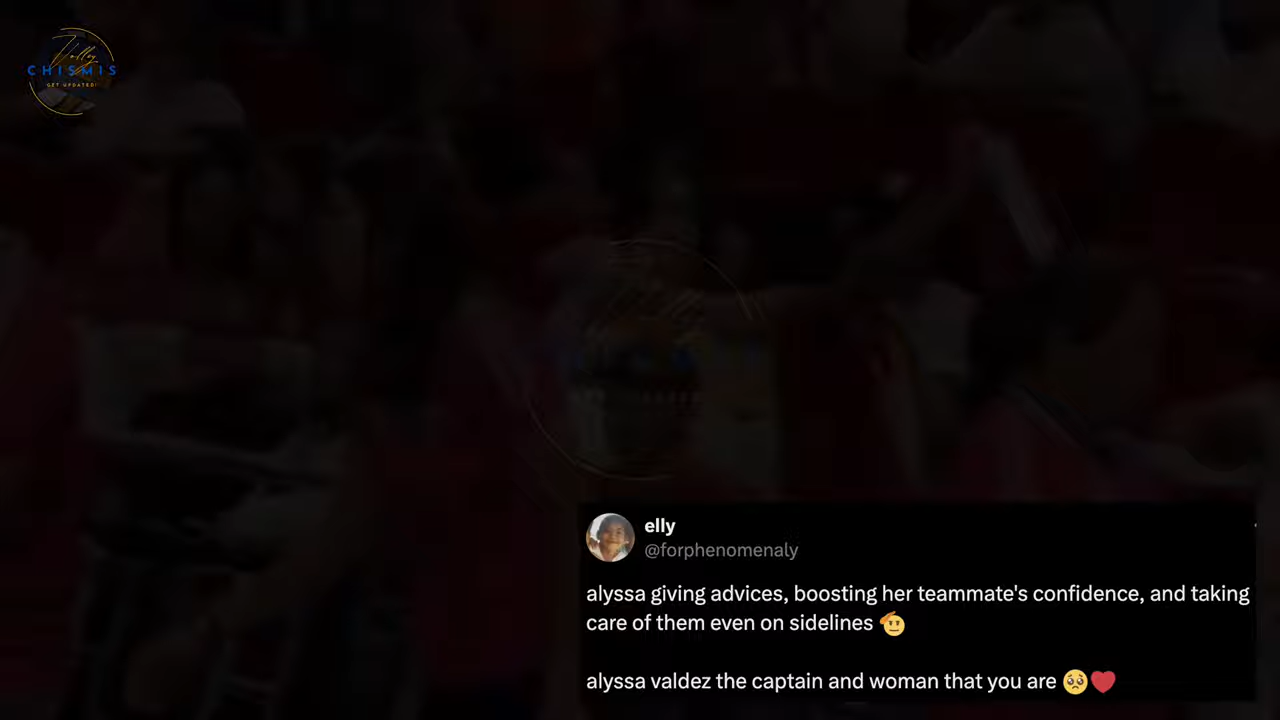 Volley
CHISMIS
GET UPDATED!
elly
@forphenomenaly
alyssa giving advices, boosting her teammate's confidence, and taking
care of them even on sidelines 🫡
alyssa valdez the captain and woman that you are 🥺❤️